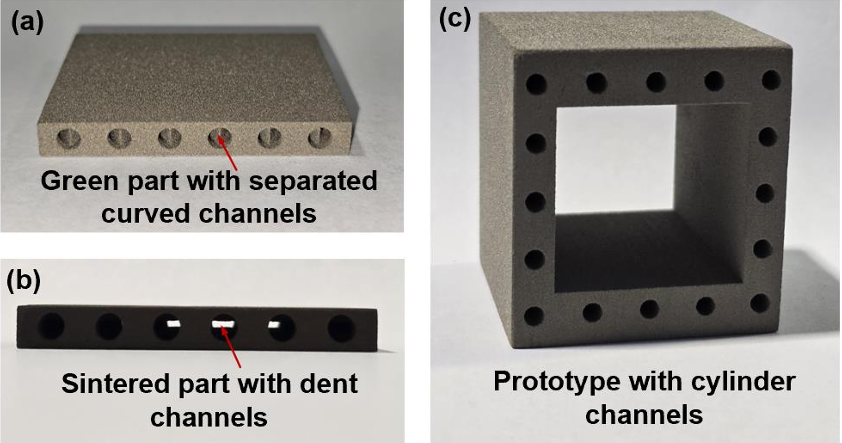 (a)
Green part with separated
curved channels
(b)
Sintered part with dent
channels
(c)
Prototype with cylinder
channels